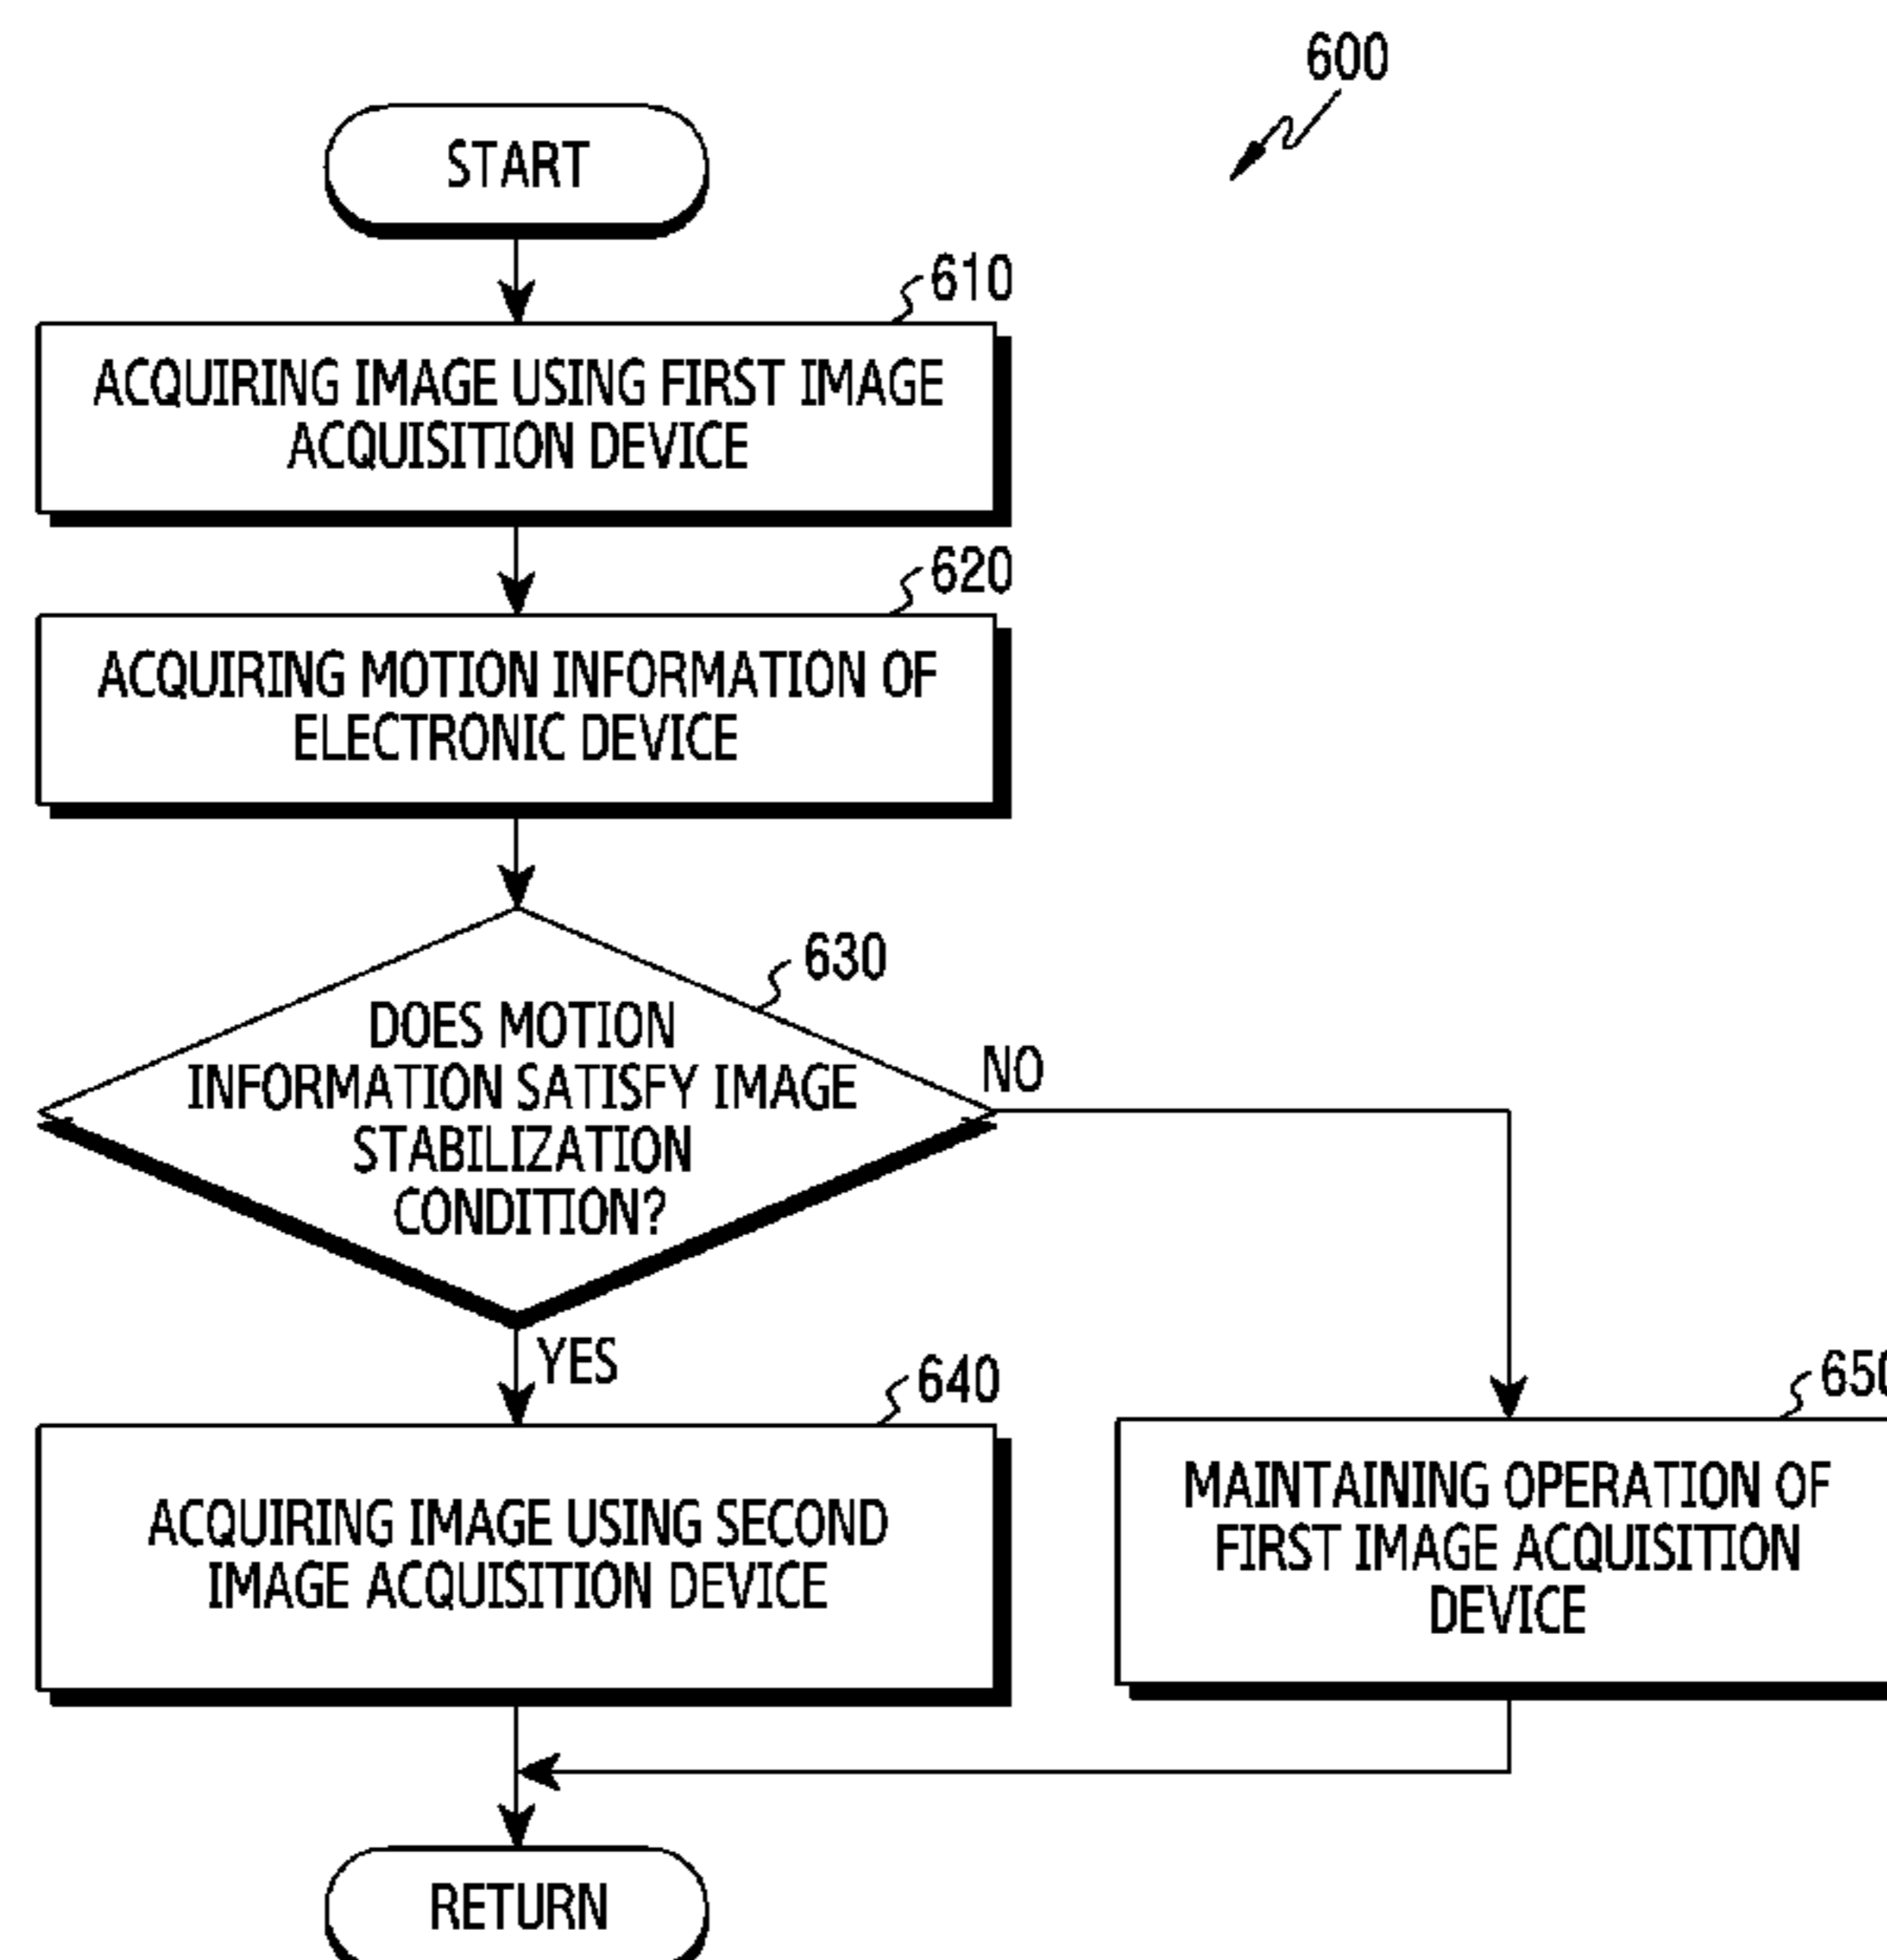 600
START
610
ACQUIRING IMAGE USING FIRST IMAGE
ACQUISITION DEVICE
620
ACQUIRING MOTION INFORMATION OF
ELECTRONIC DEVICE
630
DOES MOTION
INFORMATION SATISFY IMAGE
STABILIZATION
CONDITION?
NO
YES
640
ACQUIRING IMAGE USING SECOND
IMAGE ACQUISITION DEVICE
650
MAINTAINING OPERATION OF
FIRST IMAGE ACQUISITION
DEVICE
RETURN